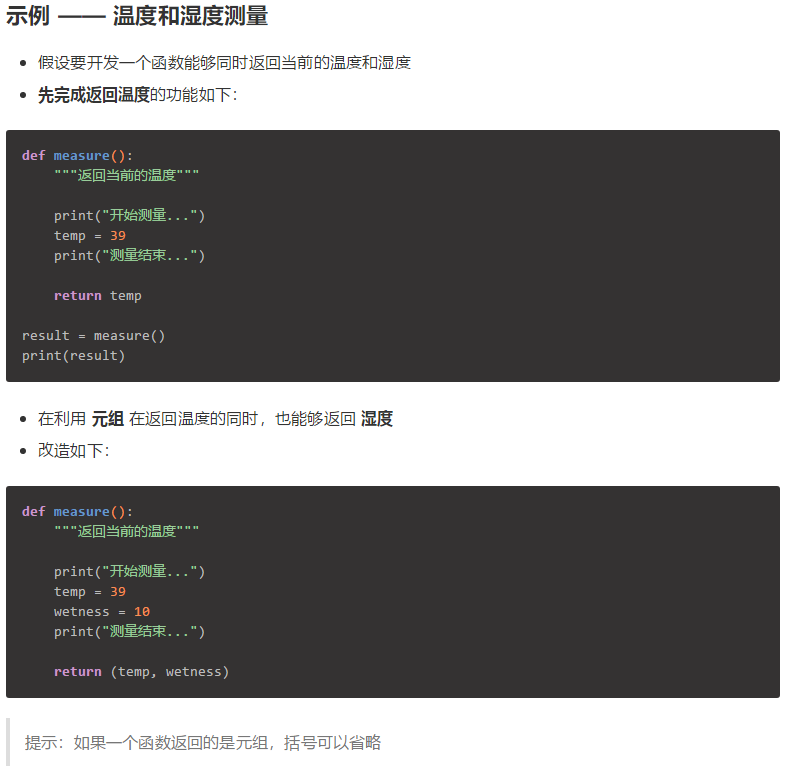 示例 —— 温度和湿度测量
假设要开发一个函数能够同时返回当前的温度和湿度
先完成返回温度的功能如下：
def measure():
    """返回当前的温度"""
    print("开始测量...")
    temp = 39
    print("测量结束...")
    return temp
result = measure()
print(result)
在利用 元组 在返回温度的同时，也能够返回 湿度
改造如下：
def measure():
    """返回当前的温度"""
    print("开始测量...")
    temp = 39
    wetness = 10
    print("测量结束...")
    return (temp, wetness)
提示：如果一个函数返回的是元组，括号可以省略